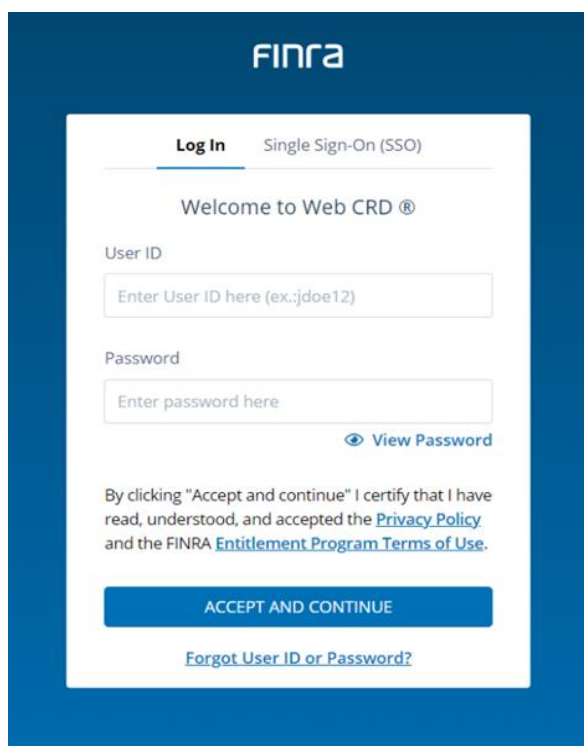 FINRA
Log In Single Sign-On (SSO)
Welcome to Web CRD ®
User ID
Enter User ID here (ex.:jdoe12)
Password
Enter password here
View Password
By clicking "Accept and continue" I certify that I have
read, understood, and accepted the Privacy Policy
and the FINRA Entitlement Program Terms of Use.
ACCEPT AND CONTINUE
Forgot User ID or Password?